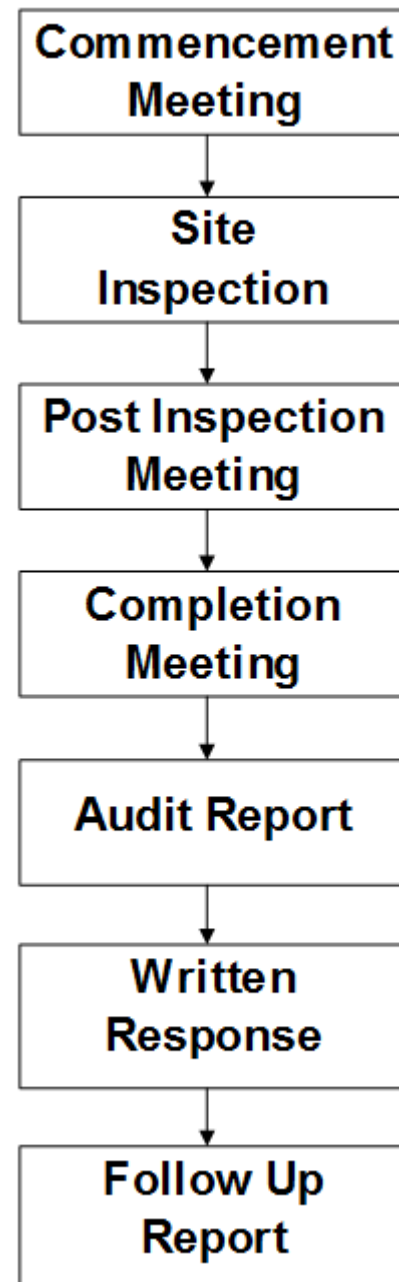 Commencement
Meeting
Site
Inspection
Post Inspection
Meeting
Completion
Meeting
Audit Report
Written
Response
Follow Up
Report